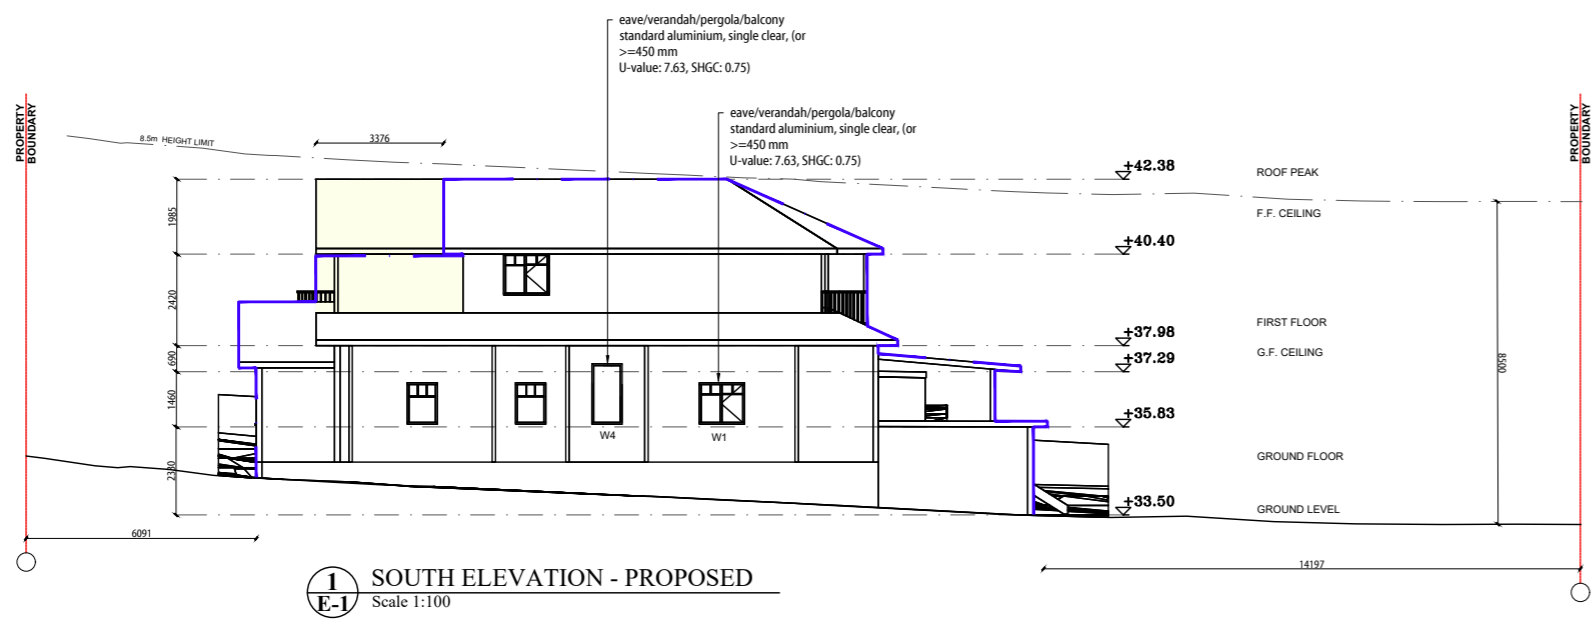 eave/verandah/pergola/balcony
standard aluminium, single clear, (or
>=450 mm
U-value: 7.63, SHGC: 0.75)
eave/verandah/pergola/balcony
standard aluminium, single clear, (or
>=450 mm
U-value: 7.63, SHGC: 0.75)
PROPERTY
BOUNDARY
PROPERTY
BOUNDARY
8.5m HEIGHT LIMIT
3376
+42.38
ROOF PEAK
1985
F.F. CEILING
+40.40
2420
FIRST FLOOR
+37.98
690
G.F. CEILING
+37.29
8500
1460
+35.83
W4
W1
GROUND FLOOR
2330
+33.50
GROUND LEVEL
6091
14197
1
E-1
SOUTH ELEVATION - PROPOSED
Scale 1:100